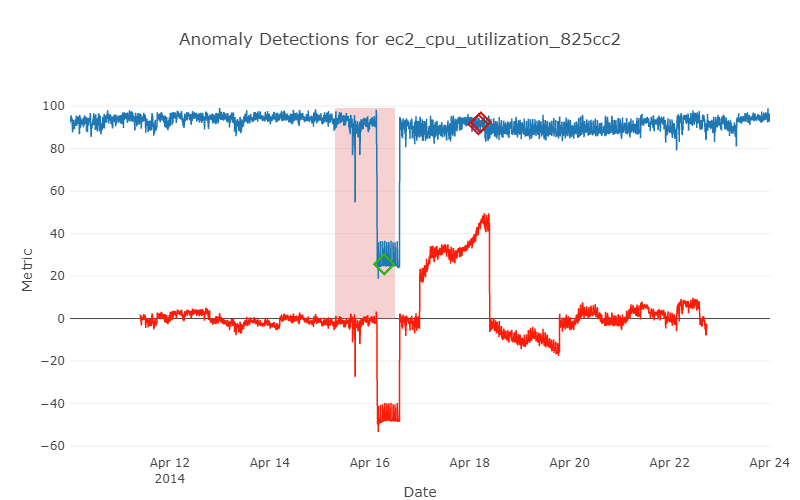 Anomaly Detections for ec2_cpu_utilization_825cc2
100
80
60
40
20
0
−20
−40
−60
Metric
Apr 12
2014
Apr 14
Apr 16
Apr 18
Apr 20
Apr 22
Apr 24
Date